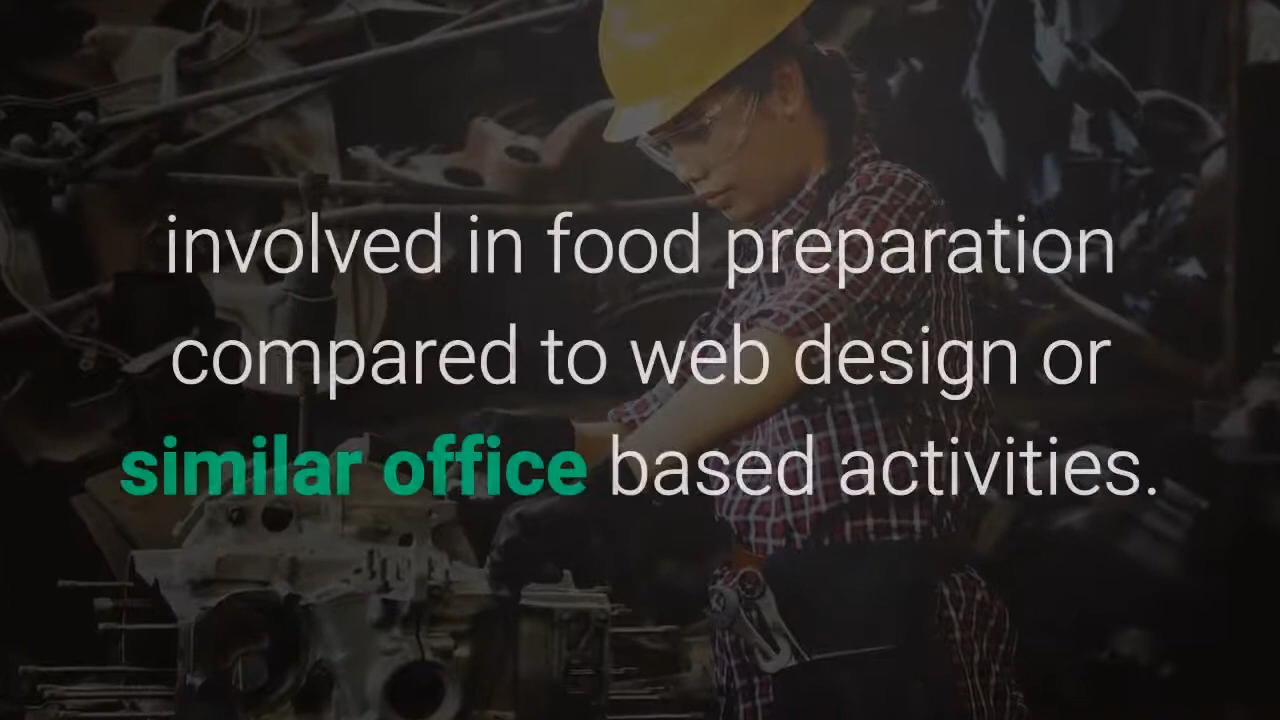 involved in food preparation
compared to web design or
similar office based activities.